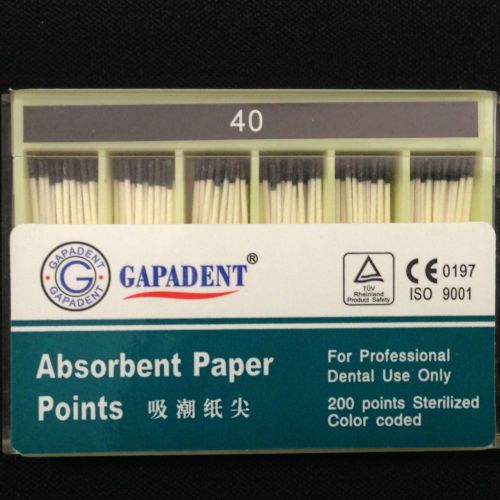 40
GAPADENT
G
GAPADENT
GAPADENT®
TÜV
Rheinland
Product Safety
CE 0197
ISO 9001
Absorbent Paper
Points 吸潮纸尖
For Professional
Dental Use Only
200 points Sterilized
Color coded